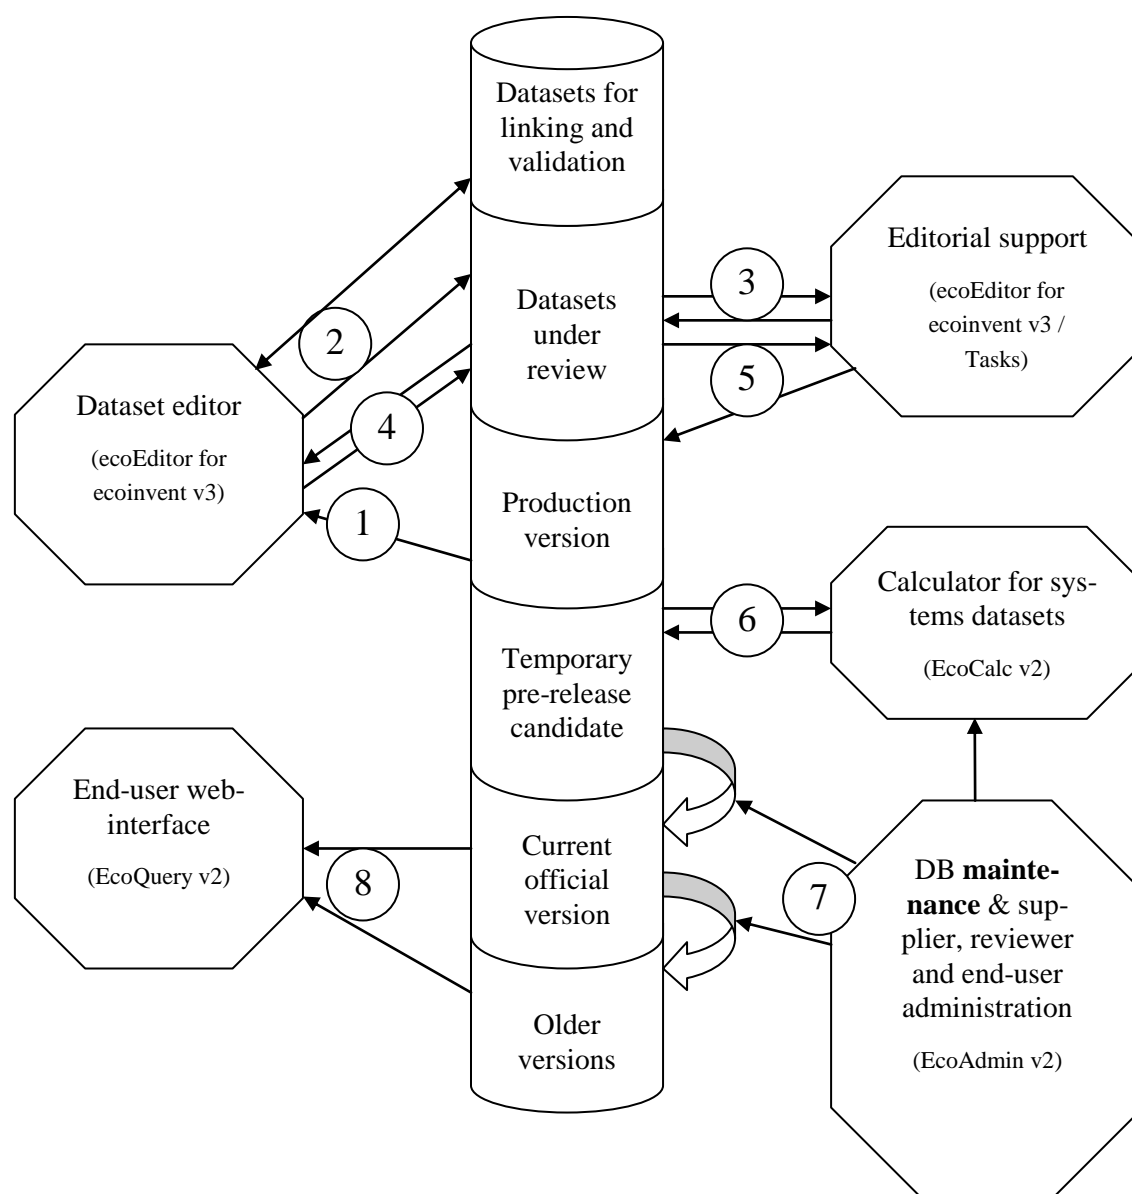 Datasets for
linking and
validation
Editorial support
(ecoEditor for
ecoinvent v3 /
Tasks)
3
Datasets
under
review
2
5
Dataset editor
(ecoEditor for
ecoinvent v3)
4
1
Production
version
Calculator for sys-
tems datasets
(EcoCalc v2)
6
Temporary
pre-release
candidate
End-user web-
interface
(EcoQuery v2)
8
Current
official
version
7
DB mainte-
nance & sup-
plier, reviewer
and end-user
administration
(EcoAdmin v2)
Older
versions